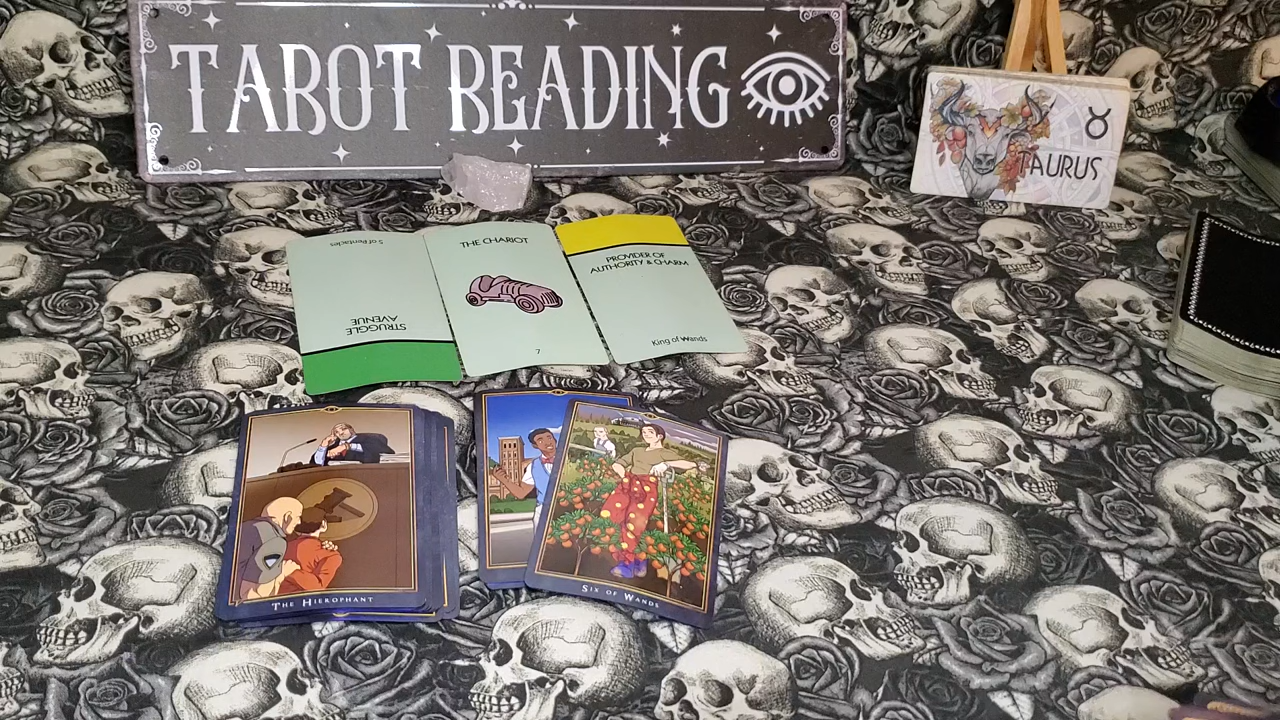 TAROT READING
TAURUS
5 of Pentacles
STRUGGLE
AVENUE
THE CHARIOT
7
PROVIDER OF
AUTHORITY & CHARM
King of Wands
THE HIEROPHANT
SIX OF WANDS